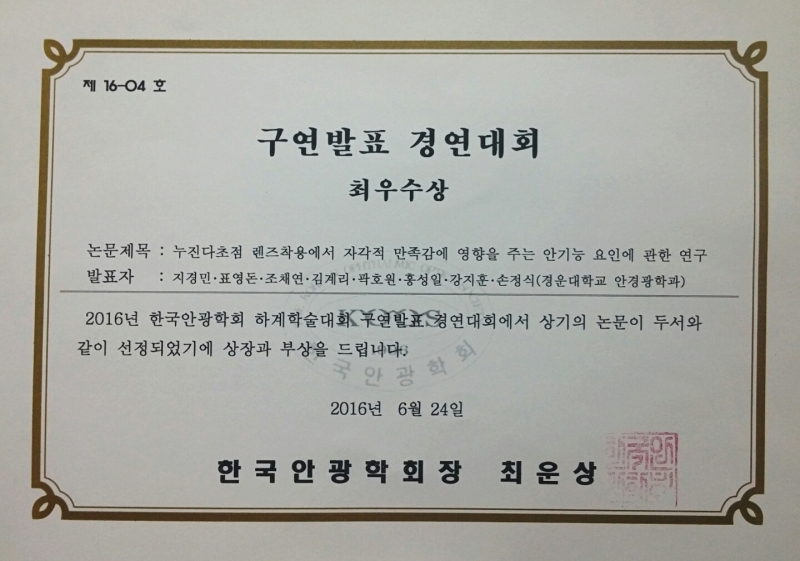 제 16-04 호
구연발표 경연대회
최우수상
논문제목 : 누진다초점 렌즈착용에서 자각적 만족감에 영향을 주는 안기능 요인에 관한 연구
발표자 : 지경민·표영돈·조채연·김계리·곽호원·홍성일·강지훈·손정식(경운대학교 안경광학과)
2016년 한국안광학회 하계학술대회 구연발표 경연대회에서 상기의 논문이 두서와
같이 선정되었기에 상장과 부상을 드립니다.
한국안광학회
2016년 6월 24일
한국안광학회장 최운상